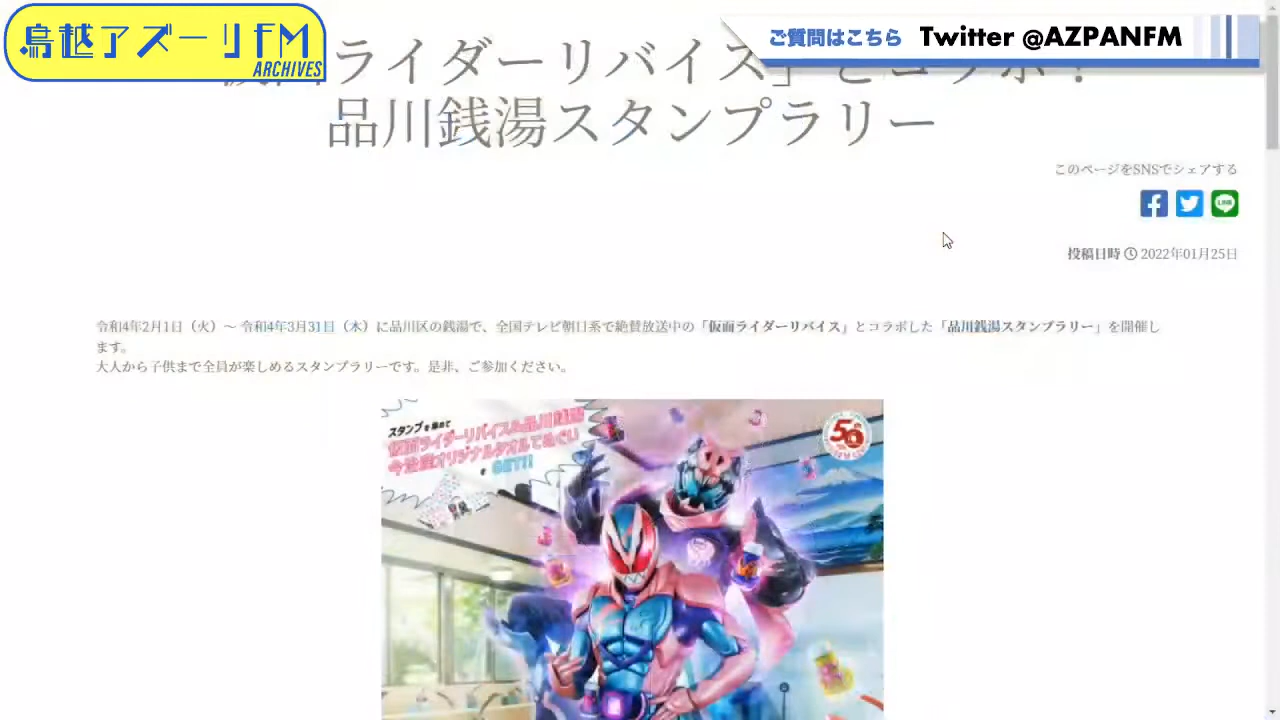 鳥越アズーリFM
ARCHIVES
ご質問はこちら Twitter @AZPANFM
ライダーリバイス」とコラボ！
品川銭湯スタンプラリー
このページをSNSでシェアする
LINE
投稿日時 2022年01月25日
令和4年2月1日（火）～ 令和4年3月31日（木）に品川区の銭湯で、全国テレビ朝日系で絶賛放送中の「仮面ライダーリバイス」とコラボした「品川銭湯スタンプラリー」を開催し
ます。
大人から子供まで全員が楽しめるスタンプラリーです。是非、ご参加ください。
スタンプを集めて
仮面ライダーリバイス&品川銭湯
今治産オリジナルタオルてぬぐい
をGET!!
50